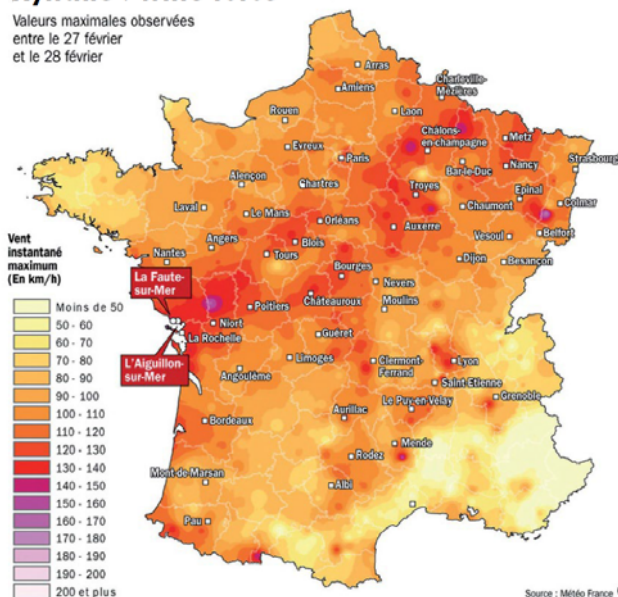 Valeurs maximales observées
entre le 27 février
et le 28 février
Arras
Charleville-
Mézières
Amiens
Rouen
Laon
Châlons-
en-champagne
Metz
Evreux
Paris
Bar-le-Duc
Nancy
Strasbourg
Alençon
Chartres
Troyes
Epinal
Laval
Le Mans
Orléans
Chaumont
Colmar
Auxerre
Vesoul
Belfort
Angers
Blois
Nantes
Tours
Bourges
Dijon
Besançon
Nevers
La Faute-
sur-Mer
Poitiers
Châteauroux
Moulins
Niort
La Rochelle
Guéret
L'Aiguillon-
sur-Mer
Limoges
Clermont-
Ferrand
Lyon
Angoulème
Saint Etienne
Grenoble
Le Puy-en-Vélay
Bordeaux
Aurillac
Mende
Rodez
Mont-de-Marsan
Albi
Pau
Vent
instantané
maximum
(En km/h)
Moins de 50
50 - 60
60 - 70
70 - 80
80 - 90
90 - 100
100 - 110
110 - 120
120 - 130
130 - 140
140 - 150
150 - 160
160 - 170
170 - 180
180 - 190
190 - 200
200 et plus
Source : Météo France